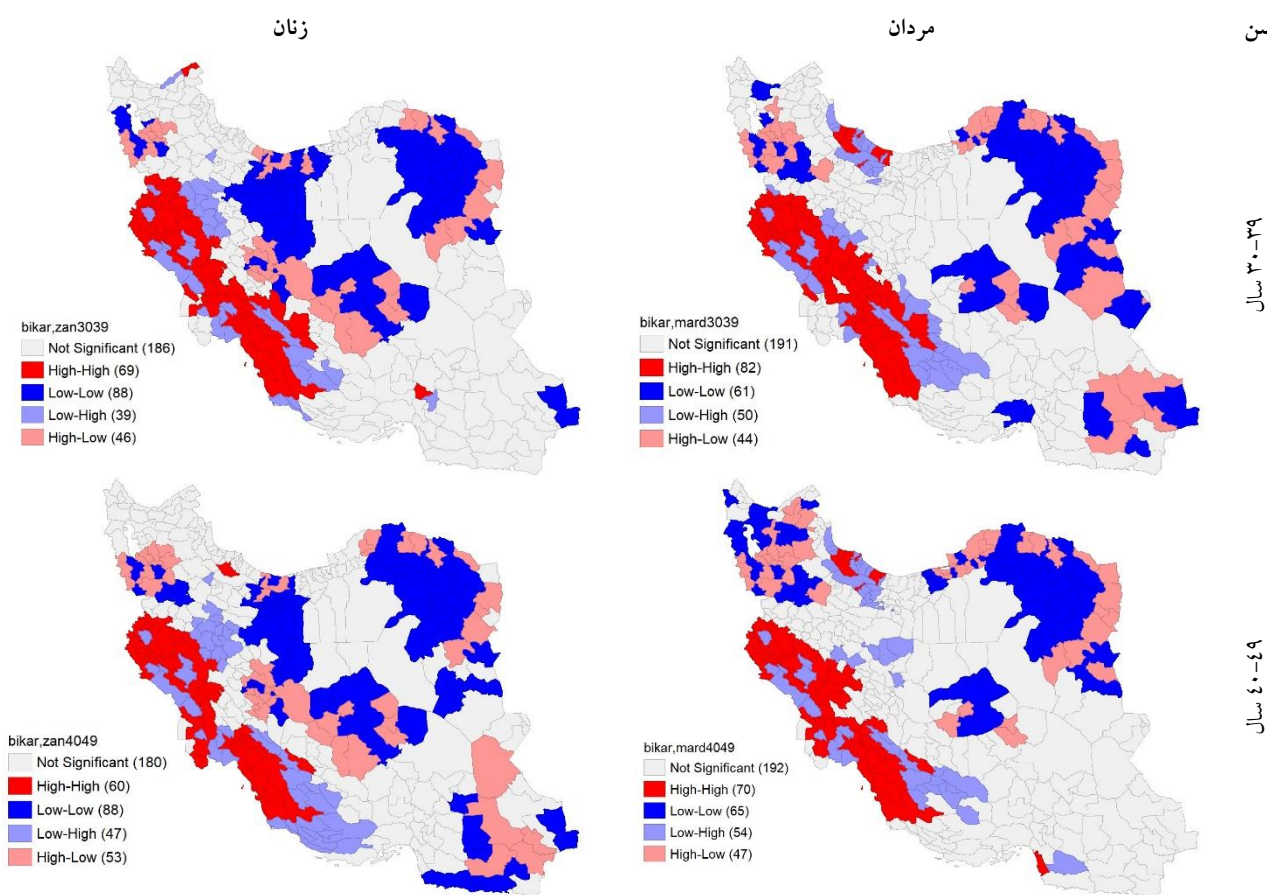 سن
مردان
زنان
۳۰-۳۹ سال
bikar,mard3039
Not Significant (191)
High-High (82)
Low-Low (61)
Low-High (50)
High-Low (44)
bikar,zan3039
Not Significant (186)
High-High (69)
Low-Low (88)
Low-High (39)
High-Low (46)
٤٠-٤٩ سال
bikar,mard4049
Not Significant (192)
High-High (70)
Low-Low (65)
Low-High (54)
High-Low (47)
bikar,zan4049
Not Significant (180)
High-High (60)
Low-Low (88)
Low-High (47)
High-Low (53)